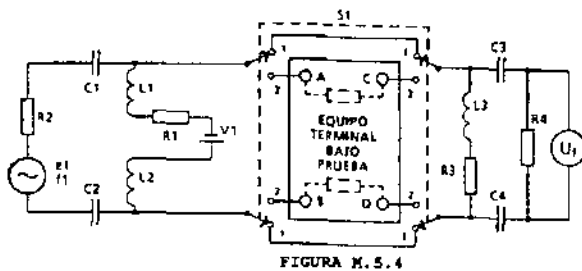 S1
C1
L1
R2
R1
V1
E1
f1
L2
C2
1
2
A
C
1
2
EQUIPO
TERMINAL
BAJO
PRUEBA
2
D
2
1
1
C3
L3
R4
U1
R3
C4
FIGURA M.5.4